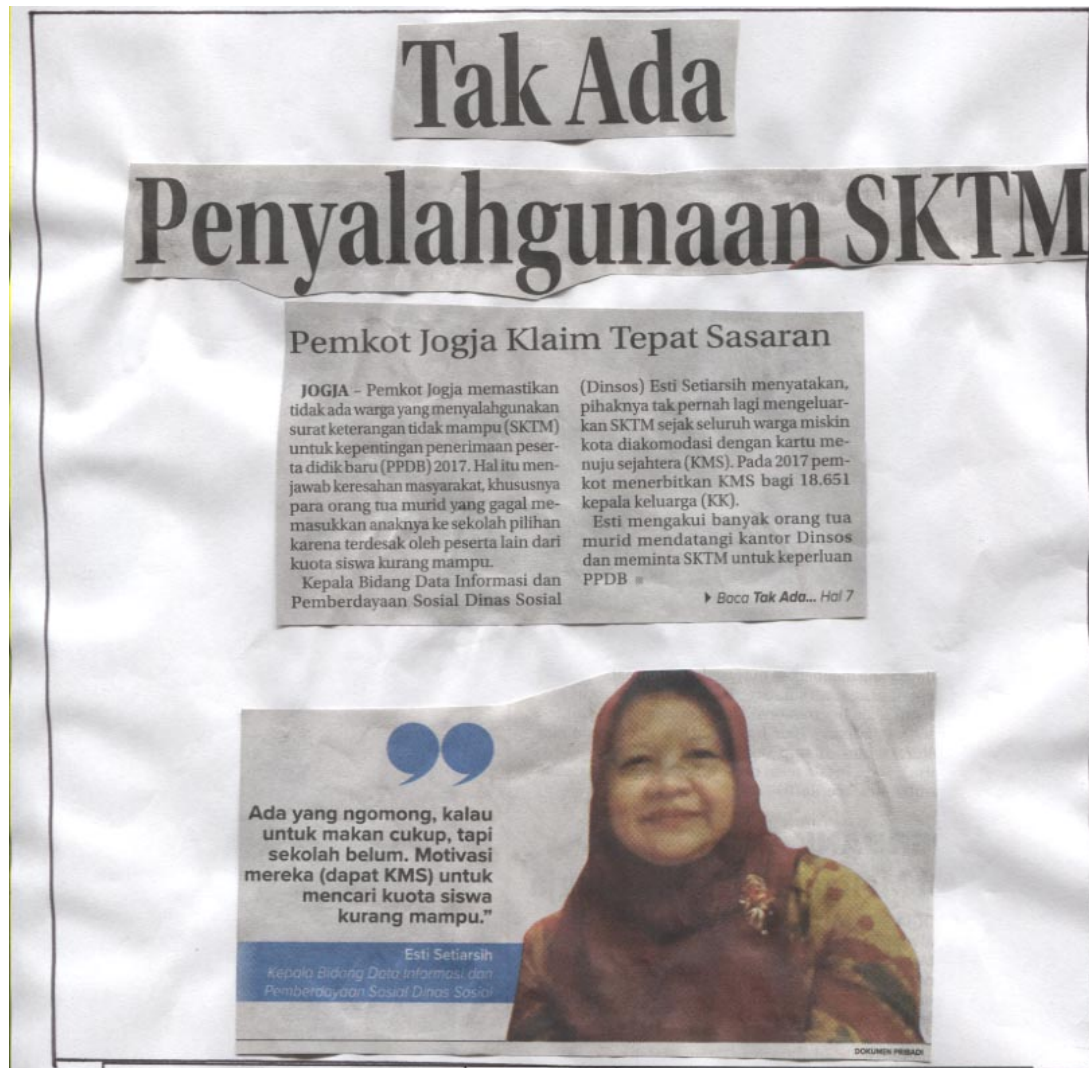 Tak Ada
Penyalahgunaan SKTM
Pemkot Jogja Klaim Tepat Sasaran
JOGJA – Pemkot Jogja memastikan
tidak ada warga yang menyalahgunakan
surat keterangan tidak mampu (SKTM)
untuk kepentingan penerimaan peser-
ta didik baru (PPDB) 2017. Hal itu men-
jawab keresahan masyarakat, khususnya
para orang tua murid yang gagal me-
masukkan anaknya ke sekolah pilihan
karena terdesak oleh peserta lain dari
kuota siswa kurang mampu.
Kepala Bidang Data Informasi dan
Pemberdayaan Sosial Dinas Sosial
(Dinsos) Esti Setiarsih menyatakan,
pihaknya tak pernah lagi mengeluar-
kan SKTM sejak seluruh warga miskin
kota diakomodasi dengan kartu me-
nuju sejahtera (KMS). Pada 2017 pem-
kot menerbitkan KMS bagi 18.651
kepala keluarga (KK).
Esti mengakui banyak orang tua
murid mendatangi kantor Dinsos
dan meminta SKTM untuk keperluan
PPDB
Baca Tak Ada... Hal 7
Ada yang ngomong, kalau
untuk makan cukup, tapi
sekolah belum. Motivasi
mereka (dapat KMS) untuk
mencari kuota siswa
kurang mampu.”
Esti Setiarsih
Kepala Bidang Data Informasi dan
Pemberdayaan Sosial Dinas Sosial
DOKUMEN PRIBADI